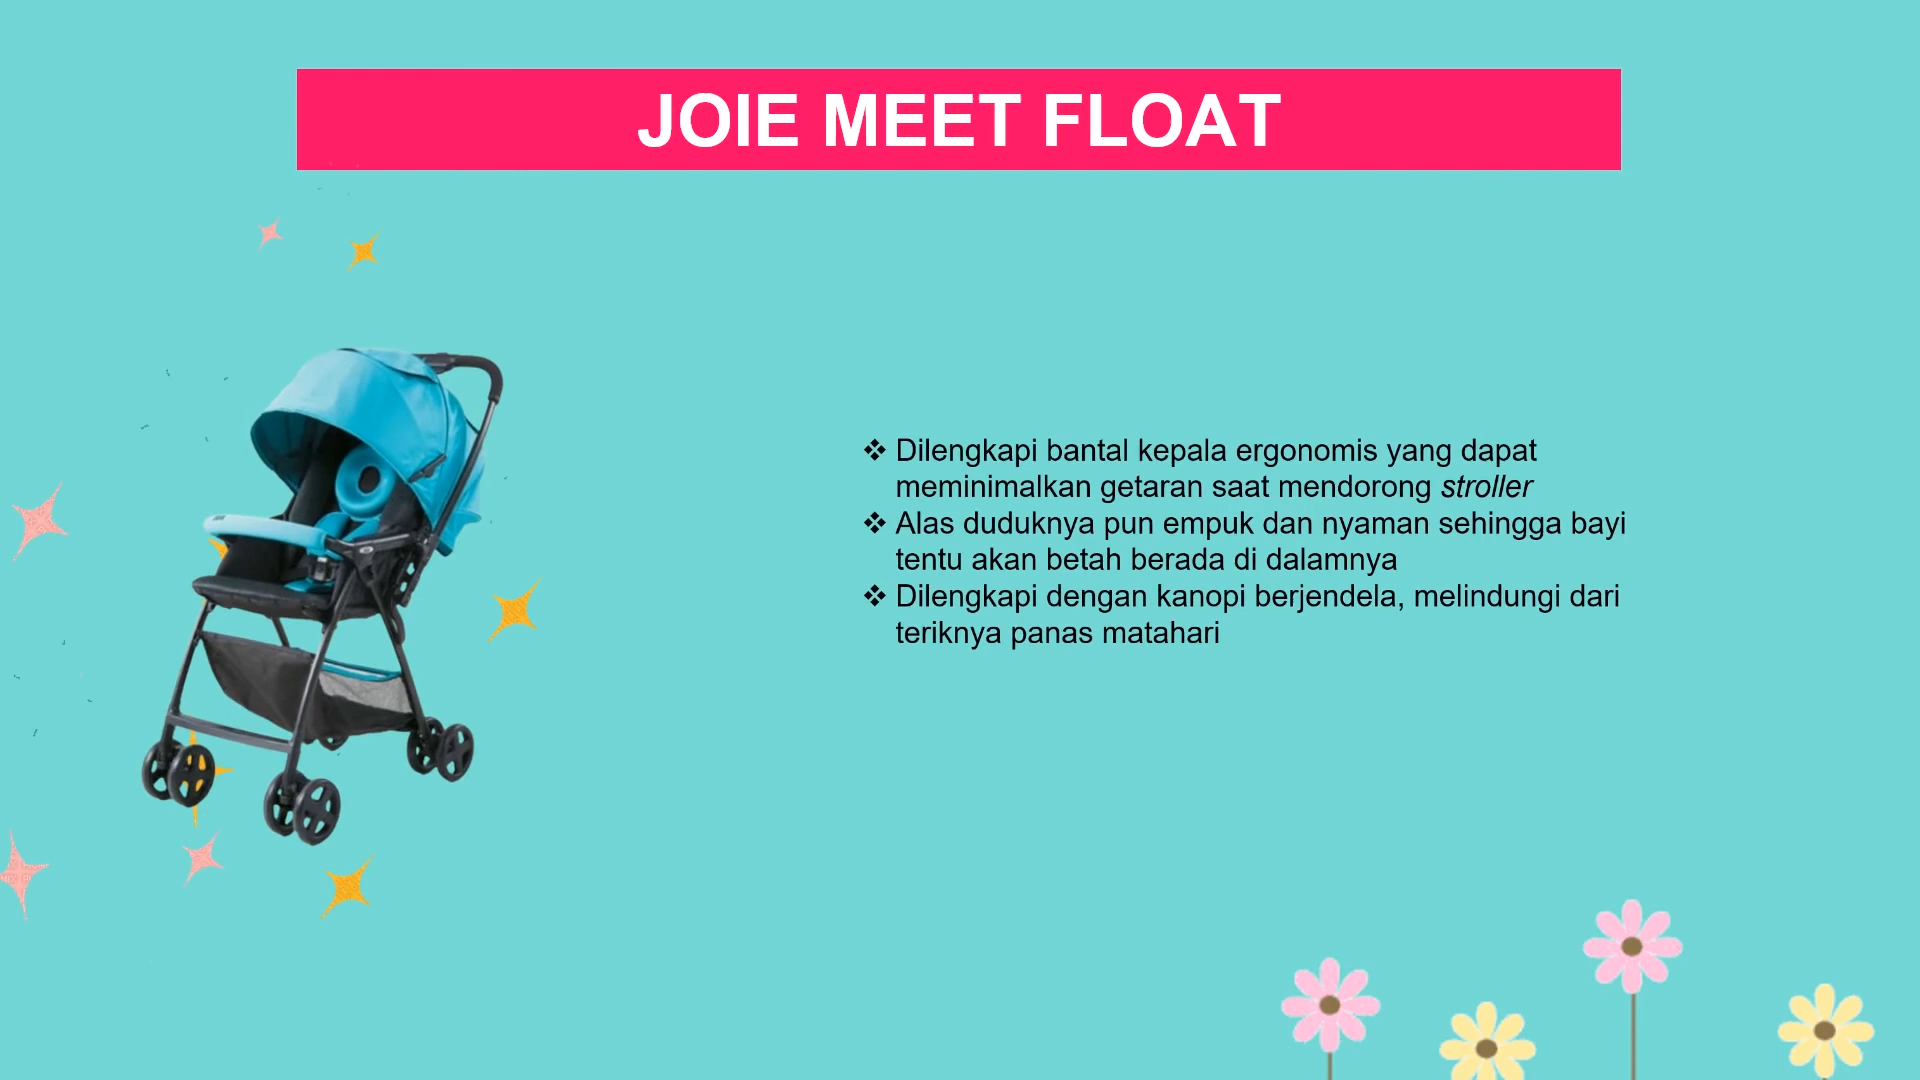 JOIE MEET FLOAT
❖ Dilengkapi bantal kepala ergonomis yang dapat
meminimalkan getaran saat mendorong stroller
❖ Alas duduknya pun empuk dan nyaman sehingga bayi
tentu akan betah berada di dalamnya
❖ Dilengkapi dengan kanopi berjendela, melindungi dari
teriknya panas matahari